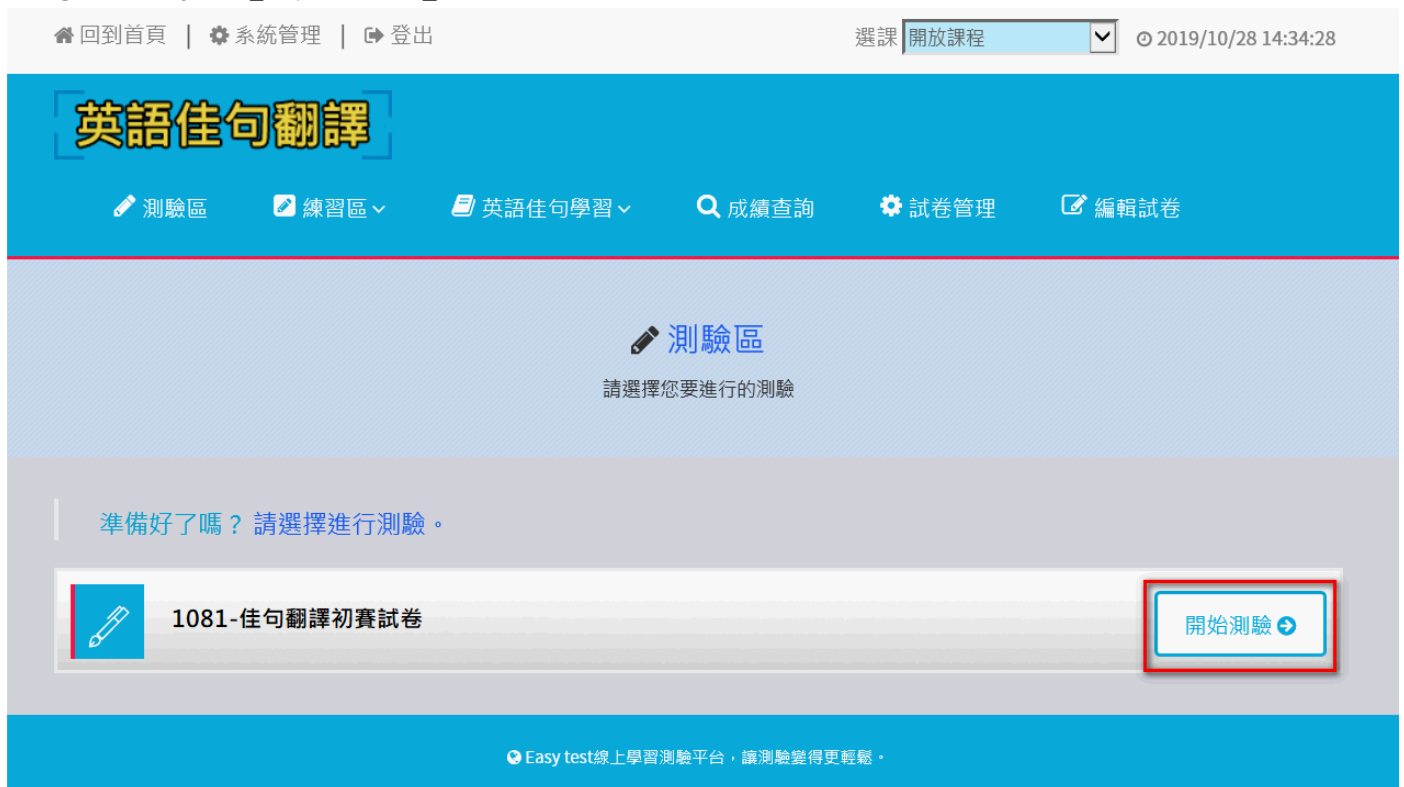 回到首頁 | 系統管理 | 登出 選課 開放課程 2019/10/28 14:34:28
英語佳句翻譯
測驗區 練習區 英語佳句學習 成績查詢 試卷管理 編輯試卷
測驗區
請選擇您要進行的測驗
準備好了嗎？請選擇進行測驗。
1081-佳句翻譯初賽試卷 開始測驗
Easy test線上學習測驗平台，讓測驗變得更輕鬆。